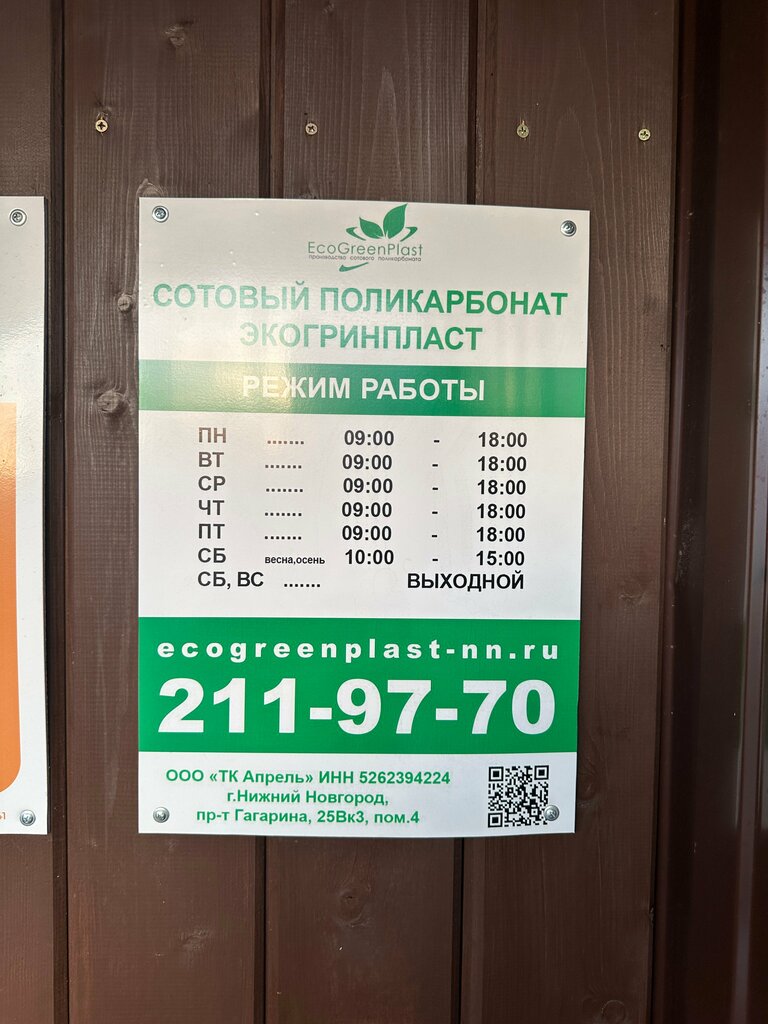 EcoGreenPlast
производство сотового поликарбоната
СОТОВЫЙ ПОЛИКАРБОНАТ
ЭКОГРИНПЛАСТ
РЕЖИМ РАБОТЫ
ПН ....... 09:00 - 18:00
ВТ ....... 09:00 - 18:00
СР ....... 09:00 - 18:00
ЧТ ....... 09:00 - 18:00
ПТ ....... 09:00 - 18:00
СБ весна,осень 10:00 - 15:00
СБ, ВС ....... ВЫХОДНОЙ
ecogreenplast-nn.ru
211-97-70
ООО «ТК Апрель» ИНН 5262394224
г.Нижний Новгород,
пр-т Гагарина, 25Вк3, пом.4